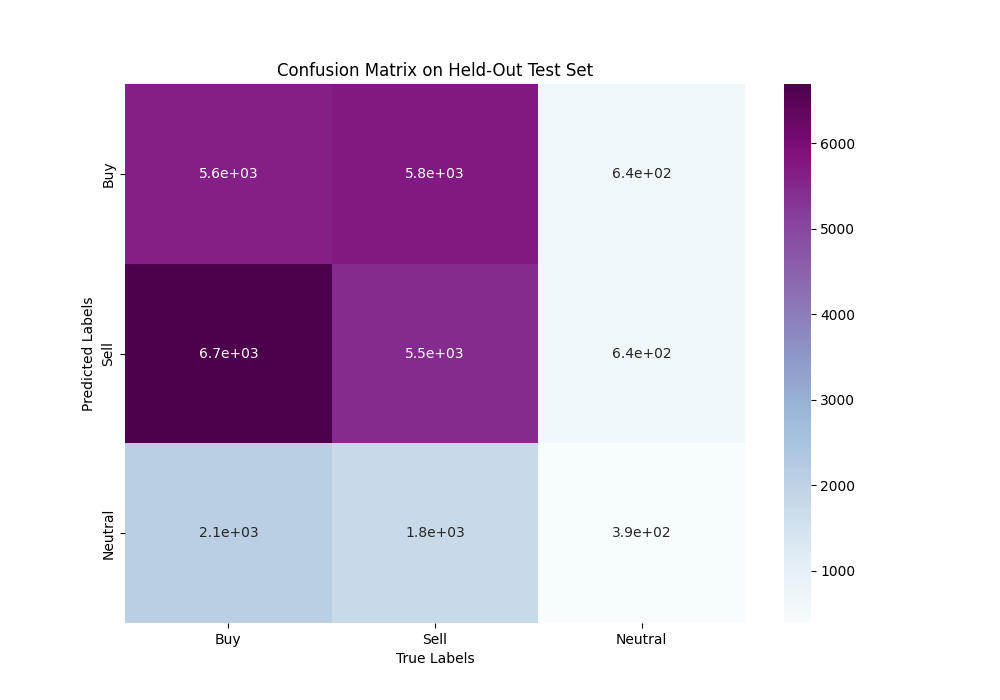 Confusion Matrix on Held-Out Test Set
Predicted Labels
Buy
5.6e+03 5.8e+03 6.4e+02
Sell
6.7e+03 5.5e+03 6.4e+02
Neutral
2.1e+03 1.8e+03 3.9e+02
Buy Sell Neutral
True Labels
6000
5000
4000
3000
2000
1000